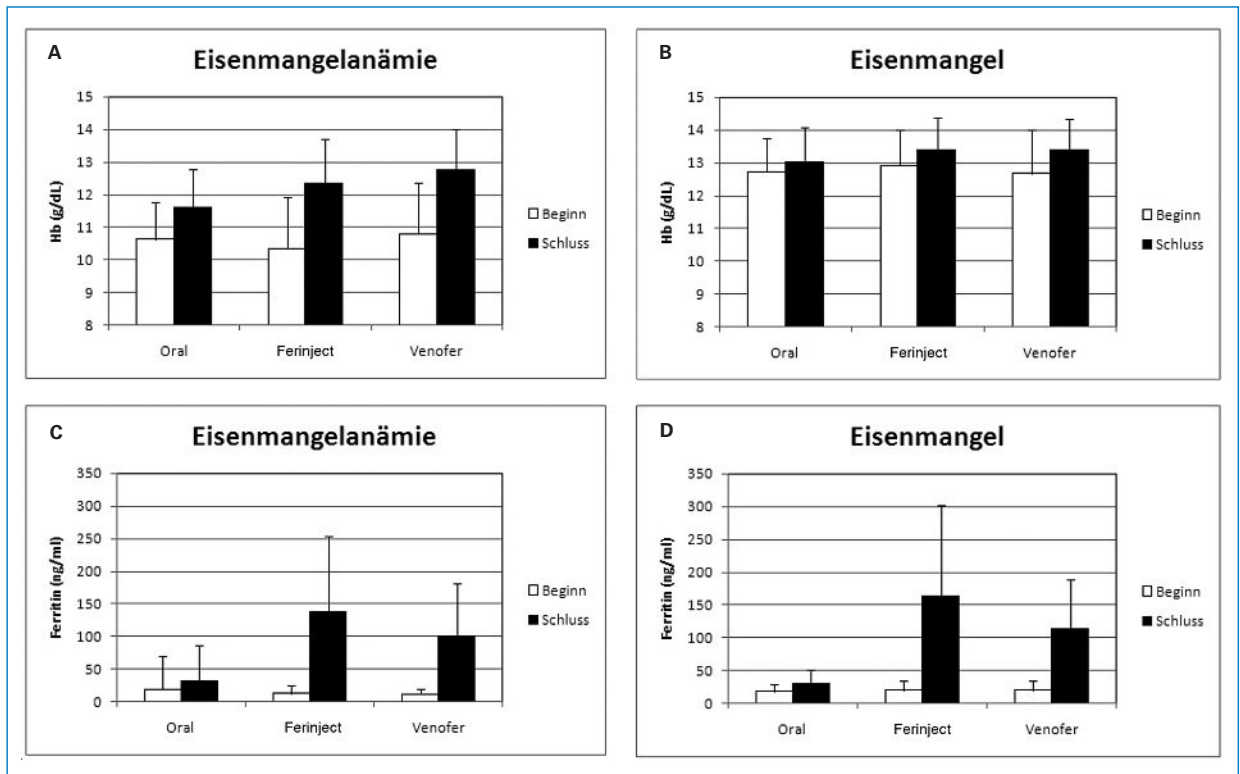 A
Eisenmangelanämie
Hb (g/dL)
15
14
13
12
11
10
9
8
Oral
Ferinject
Venofer
Beginn
Schluss
B
Eisenmangel
Hb (g/dL)
15
14
13
12
11
10
9
8
Oral
Ferinject
Venofer
Beginn
Schluss
C
Eisenmangelanämie
Ferritin (ng/ml)
350
300
250
200
150
100
50
0
Oral
Ferinject
Venofer
Beginn
Schluss
D
Eisenmangel
Ferritin (ng/ml)
350
300
250
200
150
100
50
0
Oral
Ferinject
Venofer
Beginn
Schluss